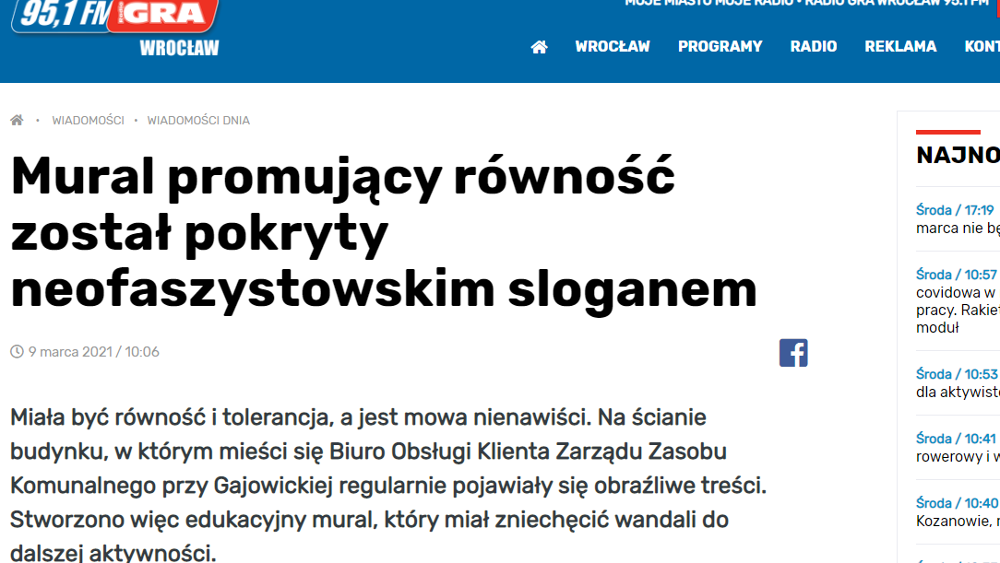 95,1 FM
GRA
WROCŁAW
MOJE MIASTO MOJE RADIO • RADIO GRA WROCŁAW 95.1 FM
WROCŁAW PROGRAMY RADIO REKLAMA KONT
WIADOMOŚCI • WIADOMOŚCI DNIA
Mural promujący równość
został pokryty
neofaszystowskim sloganem
9 marca 2021 / 10:06
Miała być równość i tolerancja, a jest mowa nienawiści. Na ścianie
budynku, w którym mieści się Biuro Obsługi Klienta Zarządu Zasobu
Komunalnego przy Gajowickiej regularnie pojawiały się obraźliwe treści.
Stworzono więc edukacyjny mural, który miał zniechęcić wandali do
dalszej aktywności.
NAJNO
Środa / 17:19
marca nie bę
Środa / 10:57
covidowa w
pracy. Rakiet
moduł
Środa / 10:53
dla aktywistó
Środa / 10:41
rowerowy i w
Środa / 10:40
Kozanowie, r